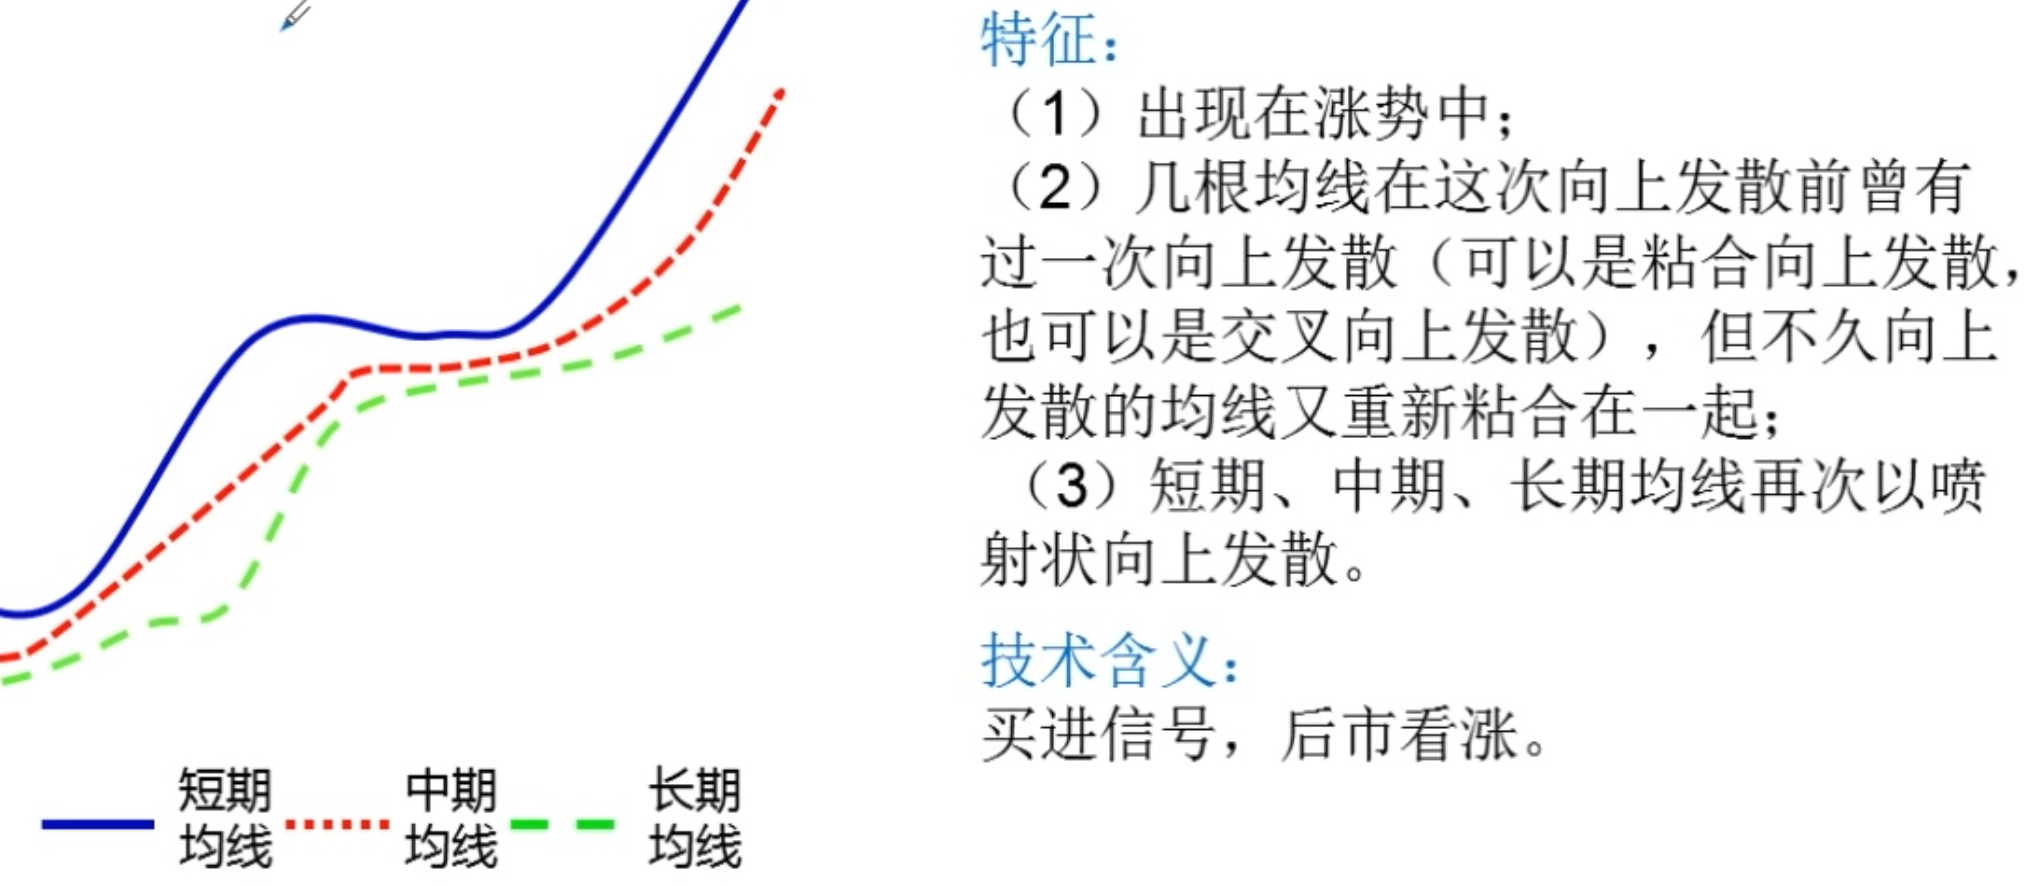 特征：
（1）出现在涨势中；
（2）几根均线在这次向上发散前曾有
过一次向上发散（可以是粘合向上发散，
也可以是交叉向上发散），但不久向上
发散的均线又重新粘合在一起；
（3）短期、中期、长期均线再次以喷
射状向上发散。
技术含义：
买进信号，后市看涨。
短期
均线
中期
均线
长期
均线